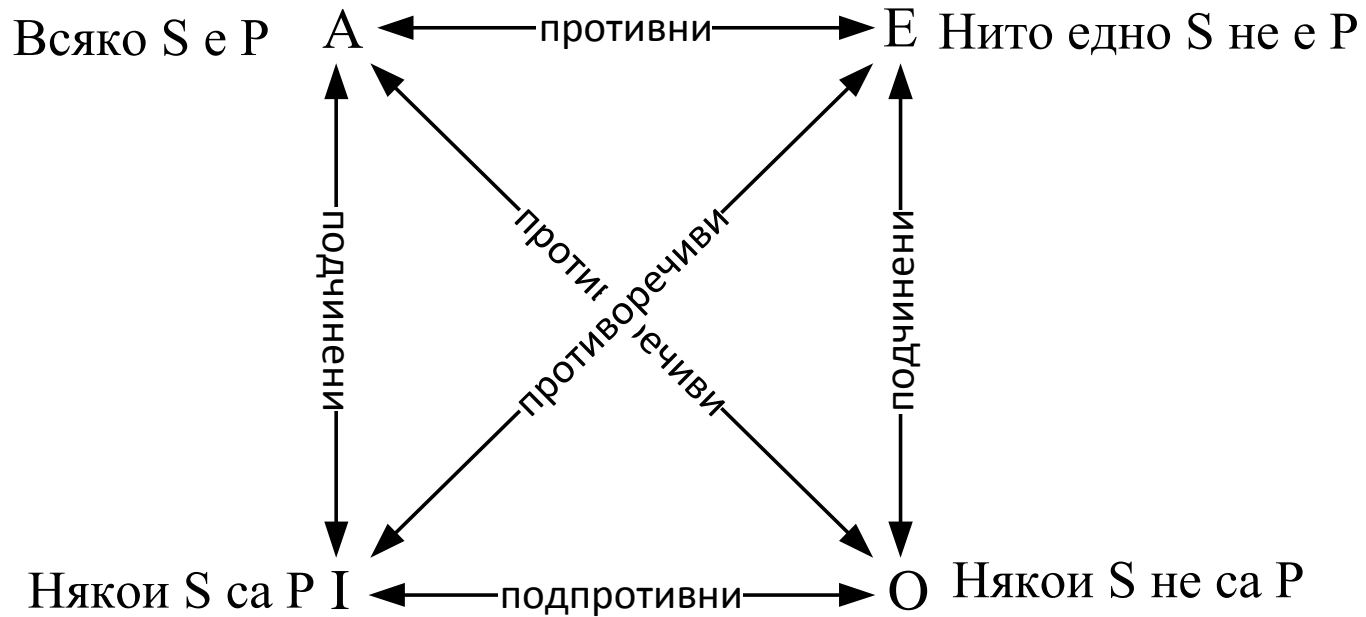 Всяко S е P
A
противни
E
Нито едно S не е P
подчинени
противоречиви
противоречиви
подчинени
Някои S са P
I
подпротивни
O
Някои S не са P